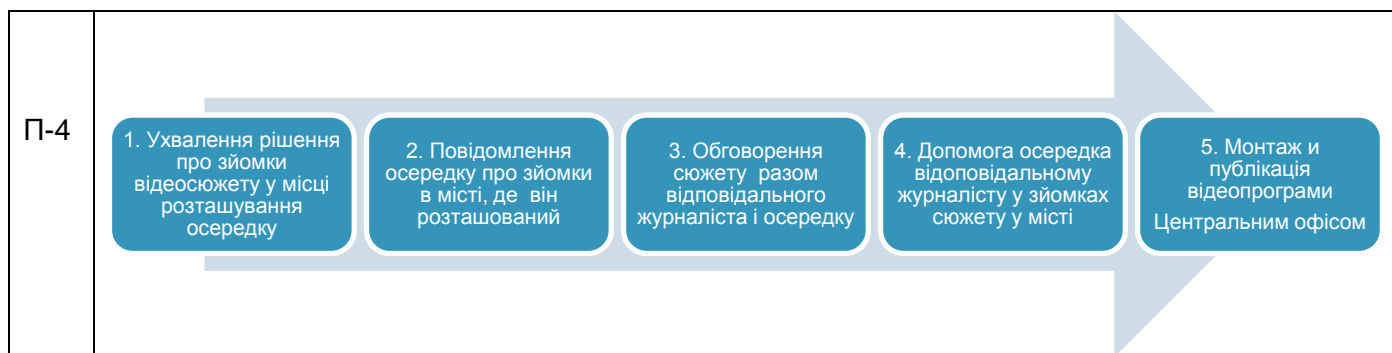 П-4
1. Ухвалення рішення
про зйомки
відеосюжету у місці
розташування
осередку
2. Повідомлення
осередку про зйомки
в місті, де він
розташований
3. Обговорення
сюжету разом
відповідального
журналіста і осередку
4. Допомога осередка
відоповідальному
журналісту у зйомках
сюжету у місті
5. Монтаж и
публікація
відеопрограми
Центральним офісом